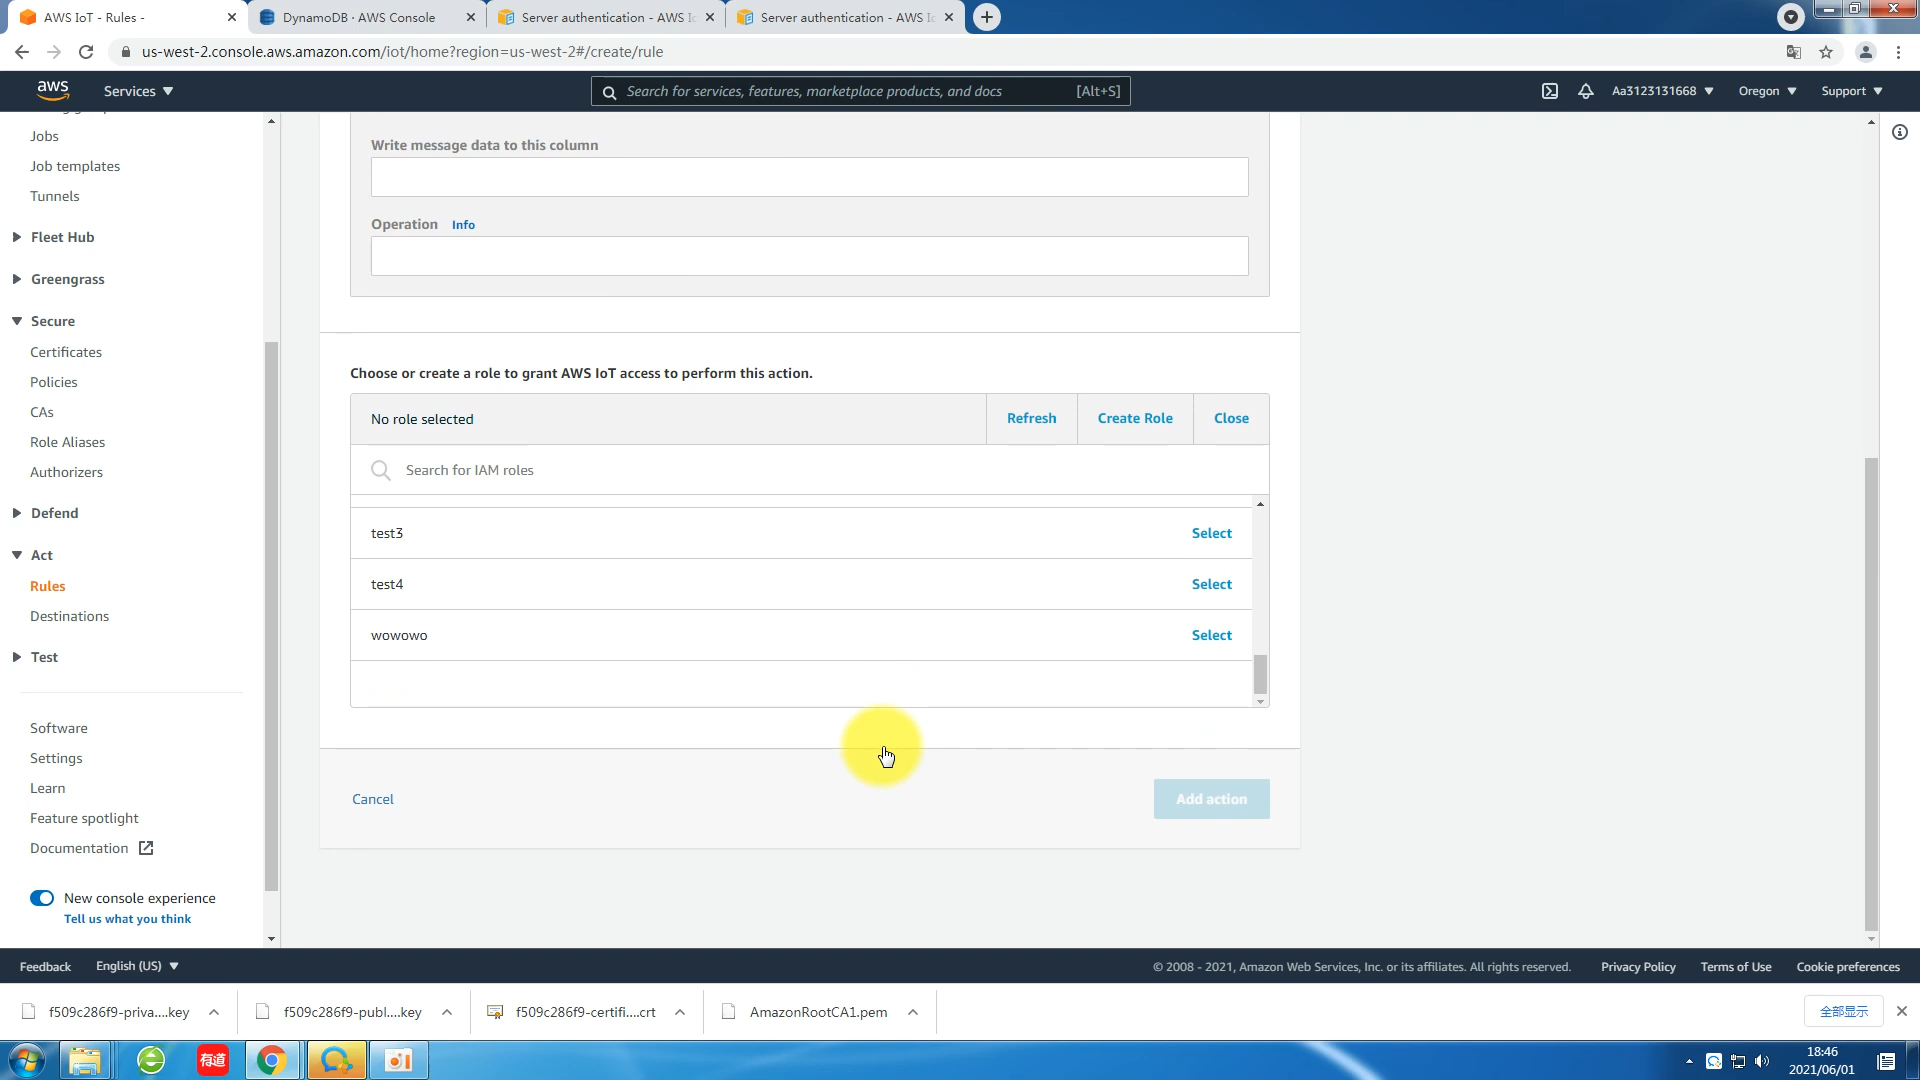 AWS IoT - Rules -
DynamoDB · AWS Console
Server authentication - AWS Io
Server authentication - AWS Io
us-west-2.console.aws.amazon.com/iot/home?region=us-west-2#/create/rule
aws
Services
Search for services, features, marketplace products, and docs
[Alt+S]
Aa3123131668
Oregon
Support
Jobs
Job templates
Tunnels
Fleet Hub
Greengrass
Secure
Certificates
Policies
CAs
Role Aliases
Authorizers
Defend
Act
Rules
Destinations
Test
Software
Settings
Learn
Feature spotlight
Documentation
New console experience
Tell us what you think
Write message data to this column
Operation Info
Choose or create a role to grant AWS IoT access to perform this action.
No role selected
Refresh
Create Role
Close
Search for IAM roles
test3 Select
test4 Select
wowowo Select
Cancel
Add action
Feedback
English (US)
© 2008 - 2021, Amazon Web Services, Inc. or its affiliates. All rights reserved.
Privacy Policy
Terms of Use
Cookie preferences
f509c286f9-priva....key
f509c286f9-publ....key
f509c286f9-certifi....crt
AmazonRootCA1.pem
全部显示
有道
18:46
2021/06/01